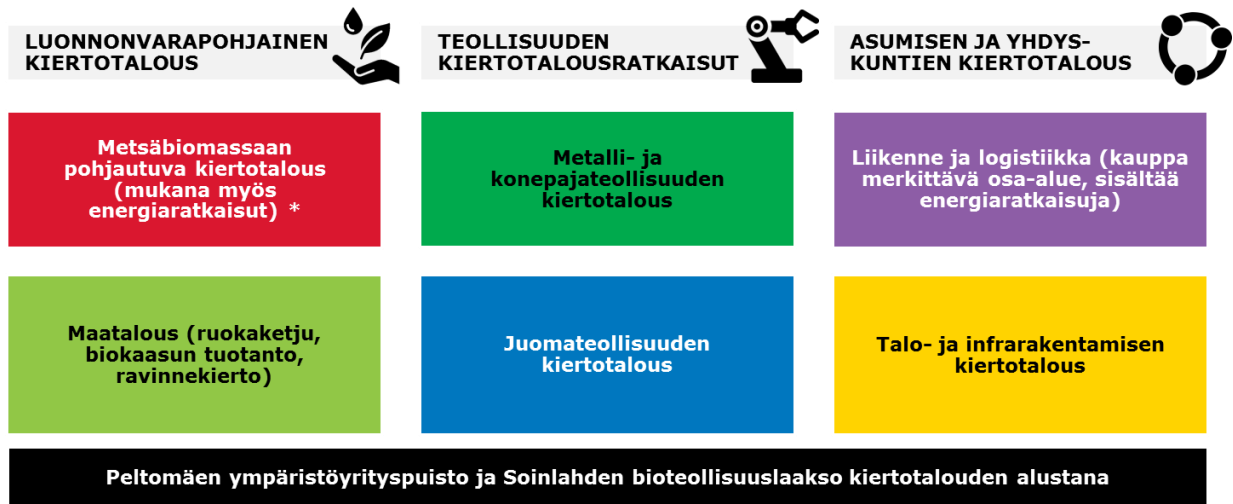 LUONNONVARAPOHJAINEN
KIERTOTALOUS
TEOLLISUUDEN
KIERTOTALOUSRATKAISUT
ASUMISEN JA YHDYS-
KUNTIEN KIERTOTALOUS
Metsäbiomassaan
pohjautuva kiertotalous
(mukana myös
energiaratkaisut) *
Metalli- ja
konepajateollisuuden
kiertotalous
Liikenne ja logistiikka (kauppa
merkittävä osa-alue, sisältää
energiaratkaisuja)
Maatalous (ruokaketju,
biokaasun tuotanto,
ravinnekierto)
Juomateollisuuden
kiertotalous
Talo- ja infrarakentamisen
kiertotalous
Peltomäen ympäristöyrityspuisto ja Soinlahden bioteollisuuslaakso kiertotalouden alustana